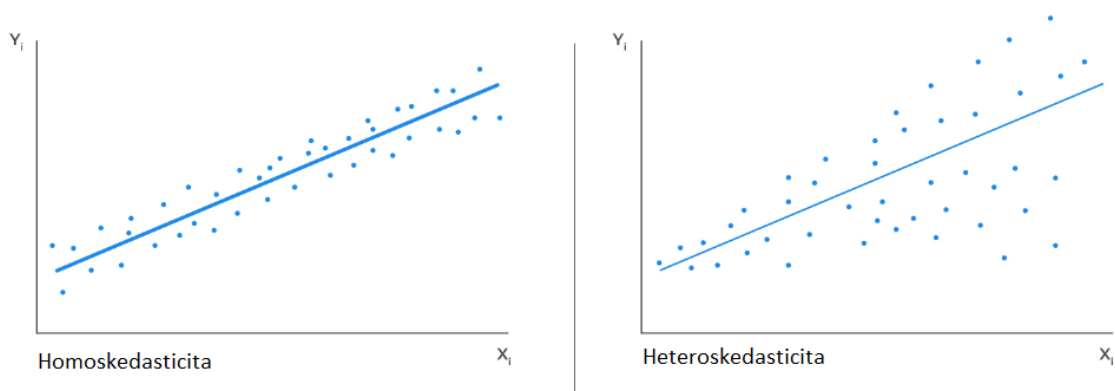 Yᵢ
Homoskedasticita
Xᵢ
Yᵢ
Heteroskedasticita
Xᵢ